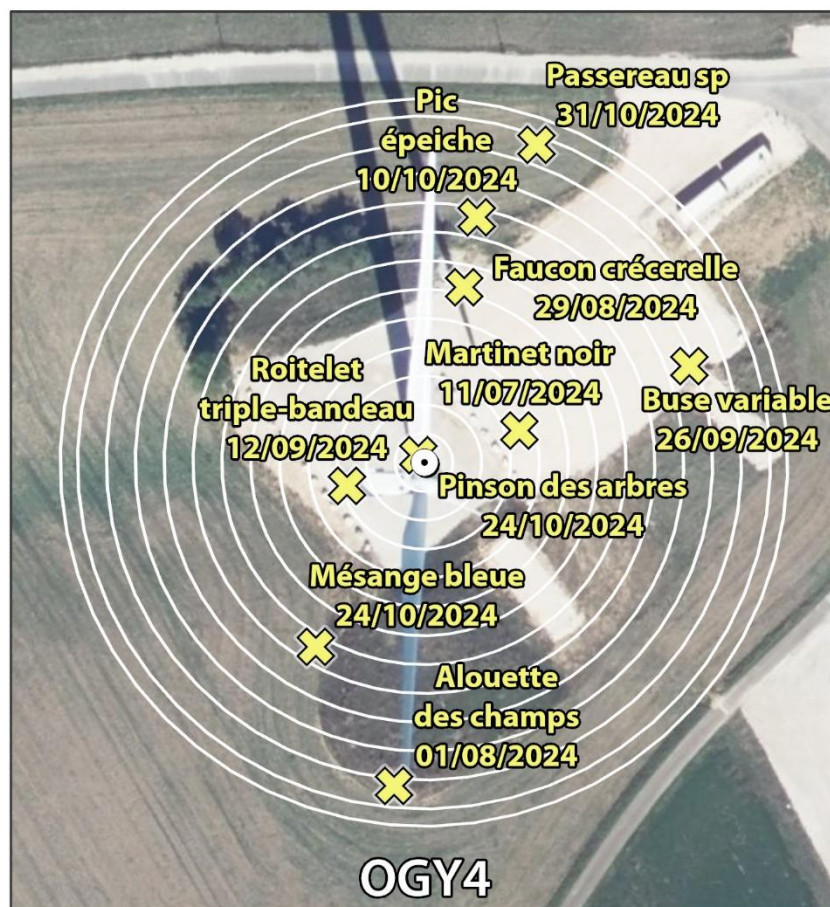 Passereau sp
31/10/2024
Pic
épeiche
10/10/2024
Faucon crécerelle
29/08/2024
Martinet noir
11/07/2024
Roitelet
triple-bandeau
12/09/2024
Buse variable
26/09/2024
Pinson des arbres
24/10/2024
Mésange bleue
24/10/2024
Alouette
des champs
01/08/2024
OGY4